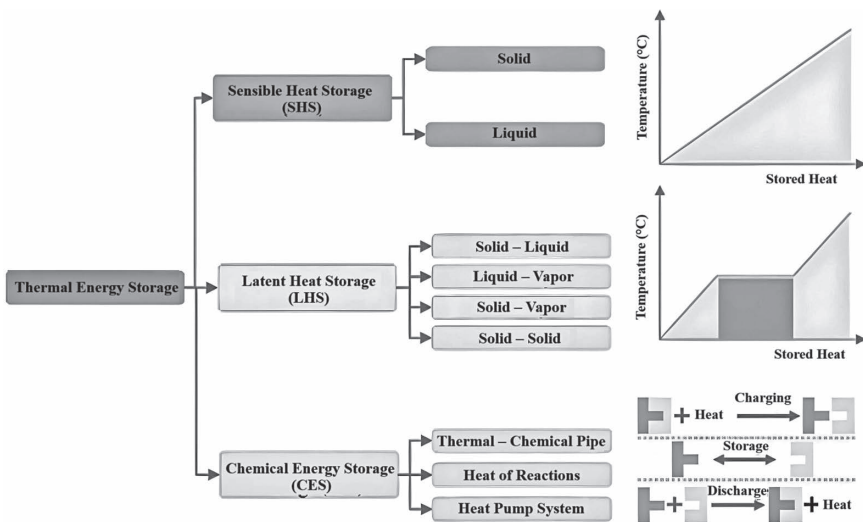 Thermal Energy Storage
Sensible Heat Storage
(SHS)
Solid
Liquid
Temperature (°C)
Stored Heat
Latent Heat Storage
(LHS)
Solid – Liquid
Liquid – Vapor
Solid – Vapor
Solid – Solid
Temperature (°C)
Stored Heat
Chemical Energy Storage
(CES)
Thermal – Chemical Pipe
Heat of Reactions
Heat Pump System
+ Heat
Charging
Storage
+
Discharge
+ Heat